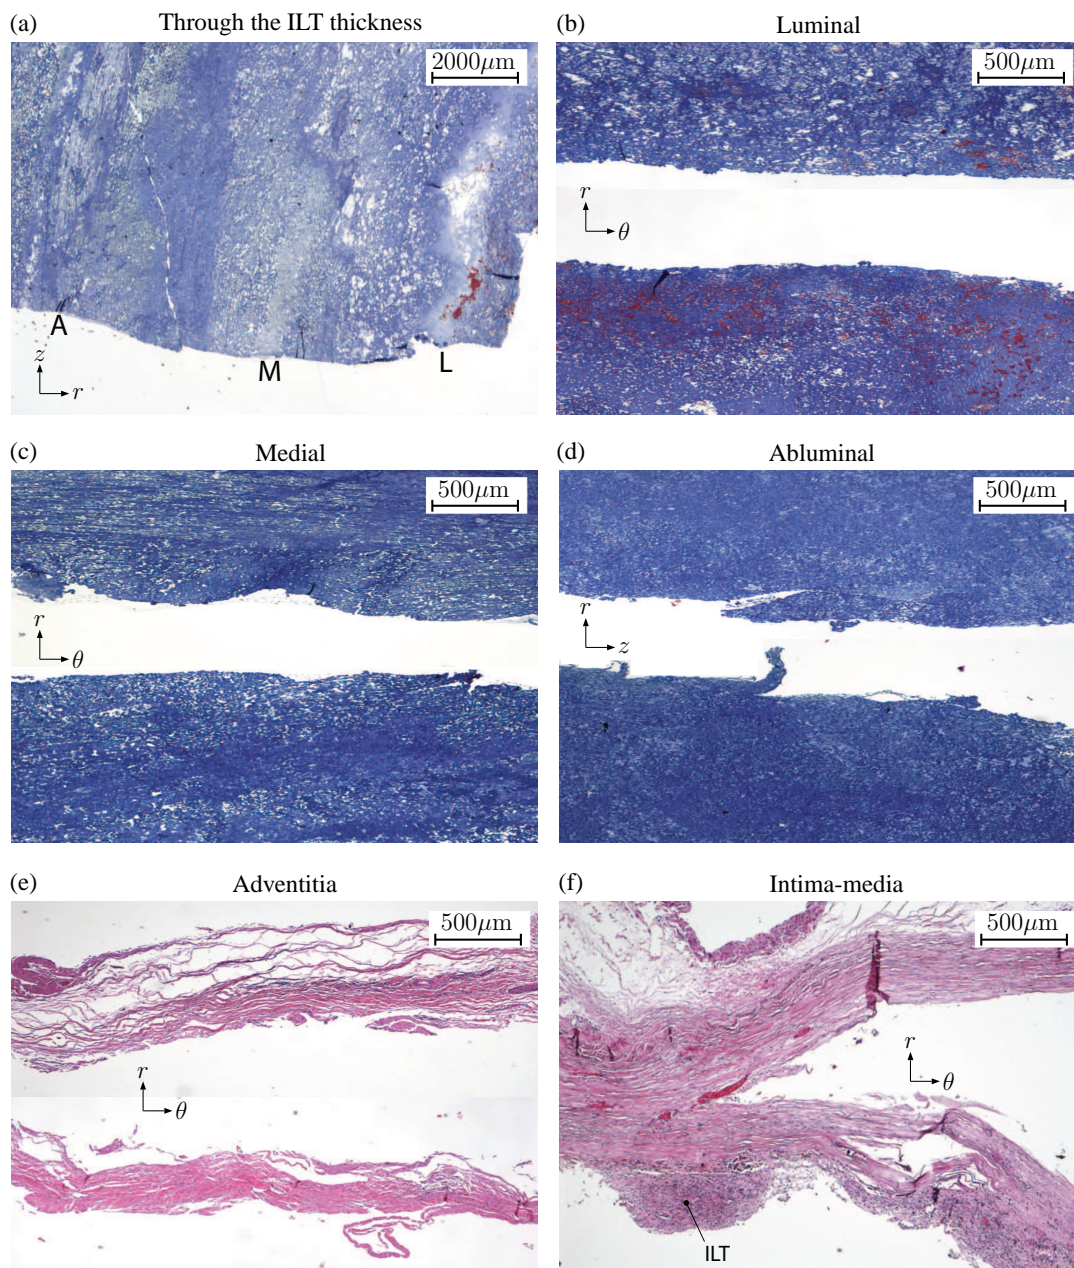 (a) Through the ILT thickness
2000μm
A
M
L
z
r
(b) Luminal
500μm
r
θ
(c) Medial
500μm
r
θ
(d) Abluminal
500μm
r
z
(e) Adventitia
500μm
r
θ
(f) Intima-media
500μm
r
θ
ILT